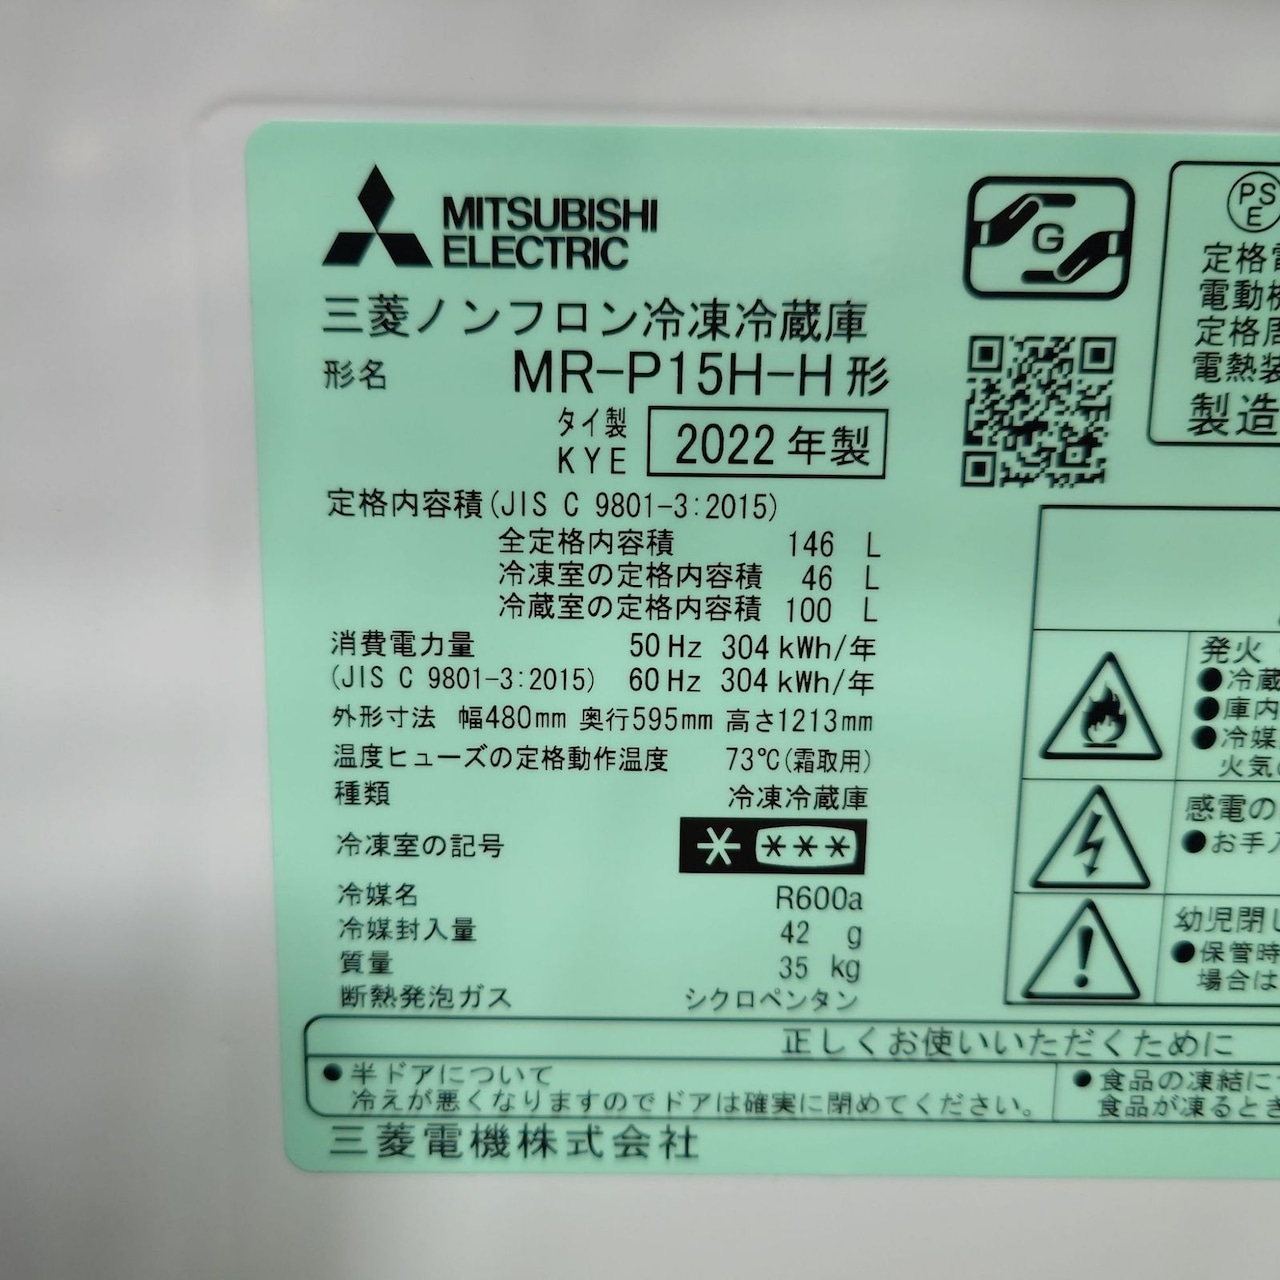 MITSUBISHI
ELECTRIC
三菱ノンフロン冷凍冷蔵庫
形名 MR-P15H-H形
タイ製
KYE 2022年製
定格内容積(JIS C 9801-3:2015)
全定格内容積 146 L
冷凍室の定格内容積 46 L
冷蔵室の定格内容積 100 L
消費電力量 50Hz 304kWh/年
(JIS C 9801-3:2015) 60Hz 304kWh/年
外形寸法 幅480mm 奥行595mm 高さ1213mm
温度ヒューズの定格動作温度 73℃(霜取用)
種類 冷凍冷蔵庫
冷凍室の記号 * ***
冷媒名 R600a
冷媒封入量 42 g
質量 35 kg
断熱発泡ガス シクロペンタン
G
PS
E
定格
電動
定格
電熱装
製造
発火
●冷蔵
●庫内
●冷媒
火気
感電の
●お手入
幼児閉じ
●保管時
場合は
正しくお使いいただくために
●半ドアについて
冷えが悪くなりますのでドアは確実に閉めてください。
●食品の凍結に
食品が凍るとき
三菱電機株式会社